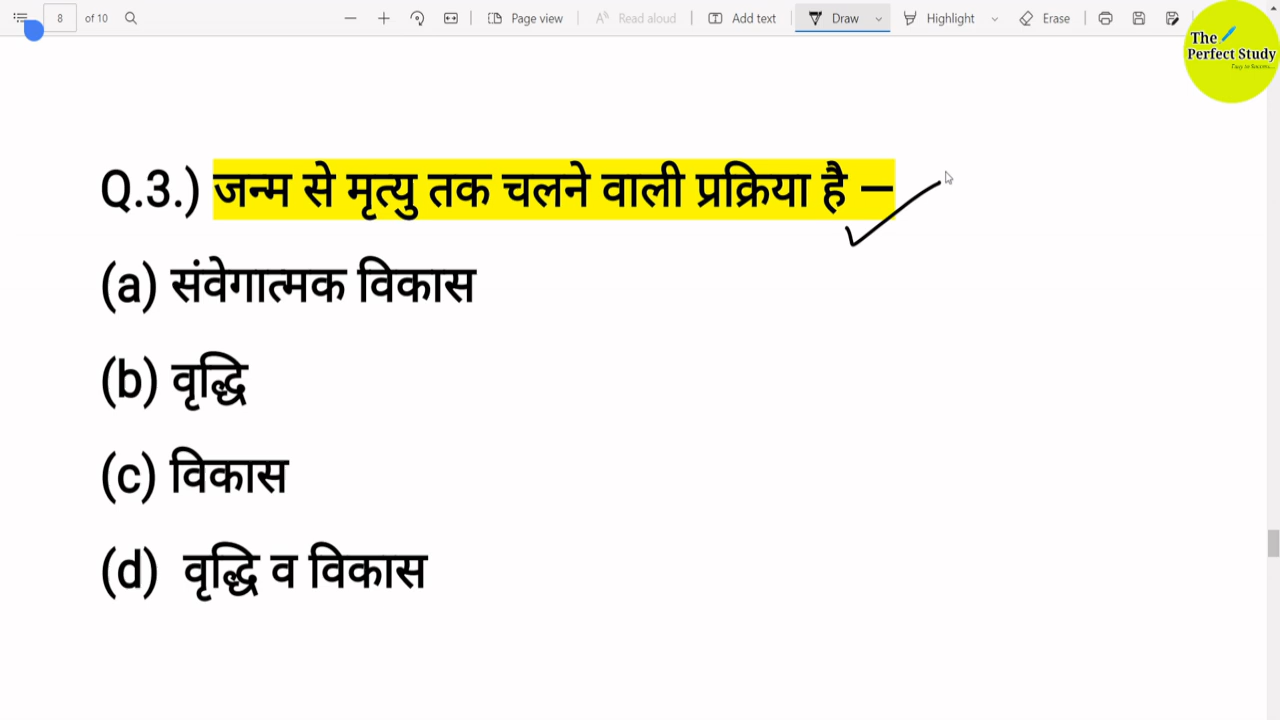 8 of 10 Page view Read aloud Add text Draw Highlight Erase
The
Perfect Study
Q.3.) जन्म से मृत्यु तक चलने वाली प्रक्रिया है –
(a) संवेगात्मक विकास
(b) वृद्धि
(c) विकास
(d) वृद्धि व विकास